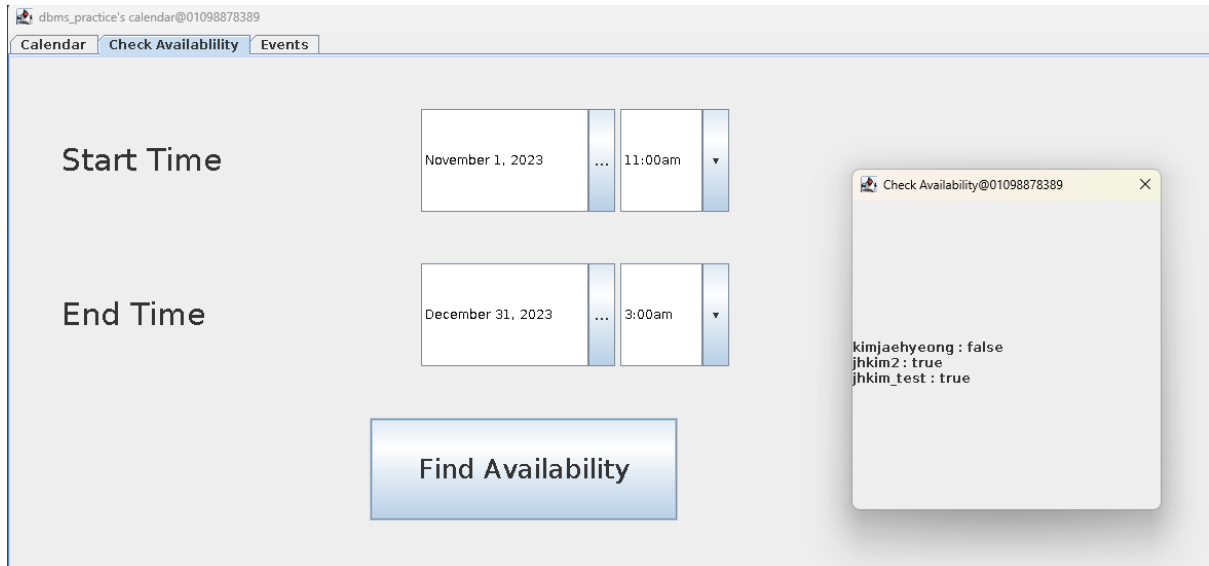 dbms_practice's calendar@01098878389
Calendar Check Availablility Events
Start Time
November 1, 2023 ... 11:00am
End Time
December 31, 2023 ... 3:00am
Find Availability
Check Availability@01098878389
kimjaehyeong : false
jhkim2 : true
jhkim_test : true